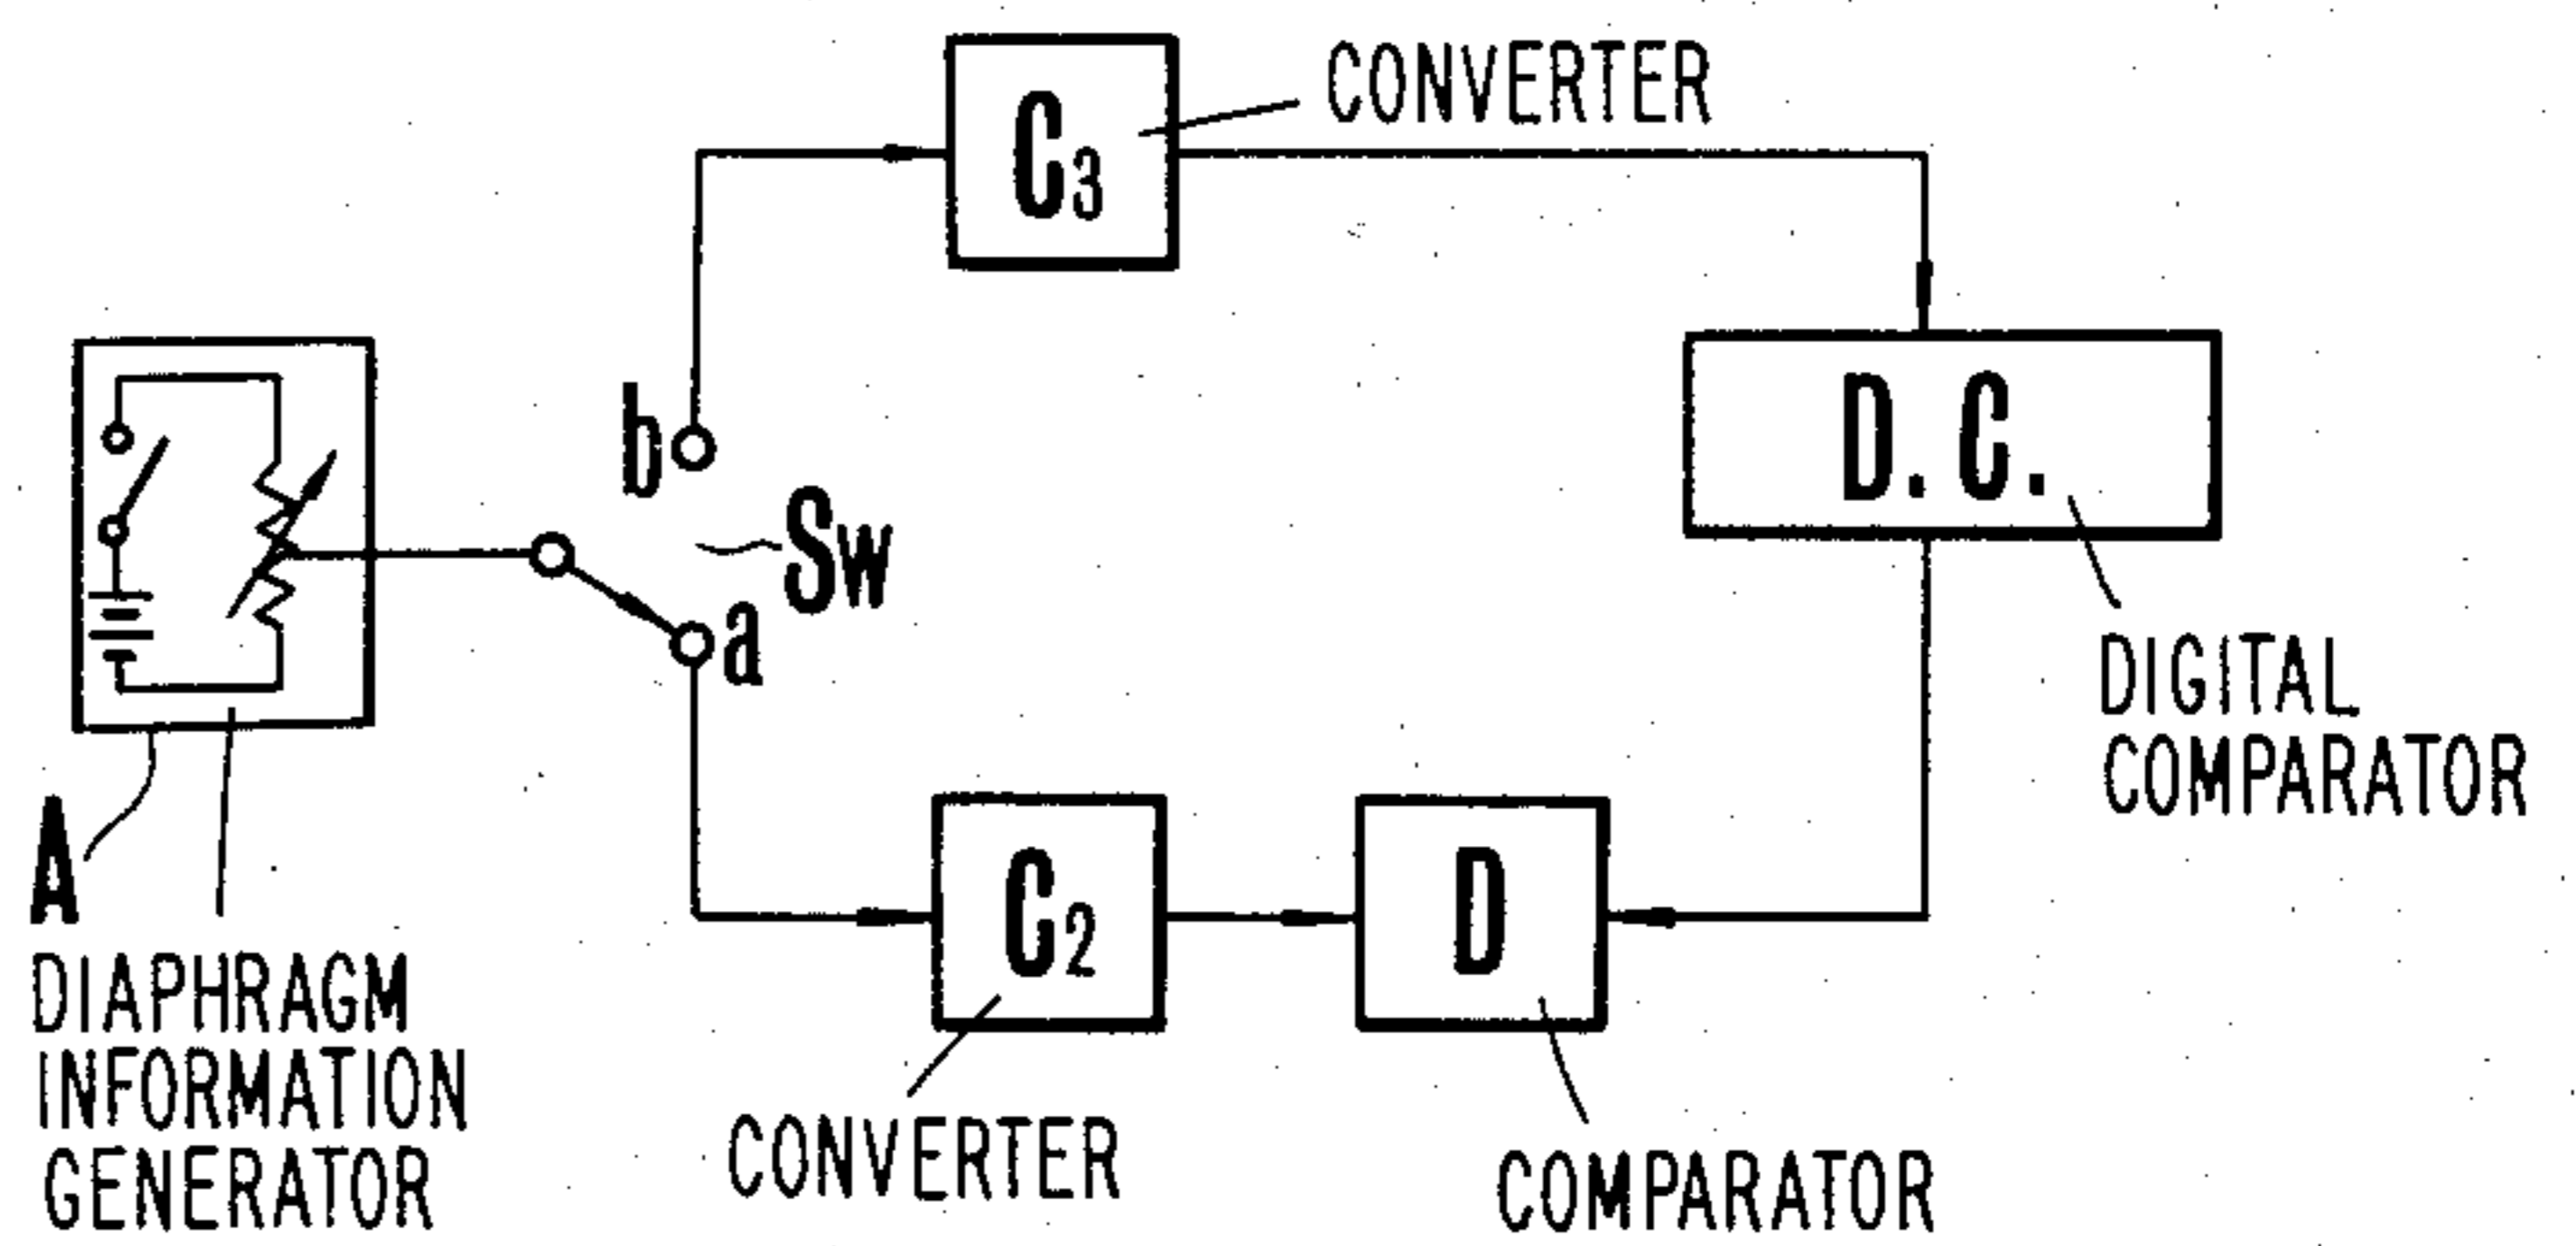 C3
CONVERTER
b
Sw
a
D.C.
DIGITAL
COMPARATOR
A
DIAPHRAGM
INFORMATION
GENERATOR
C2
CONVERTER
D
COMPARATOR